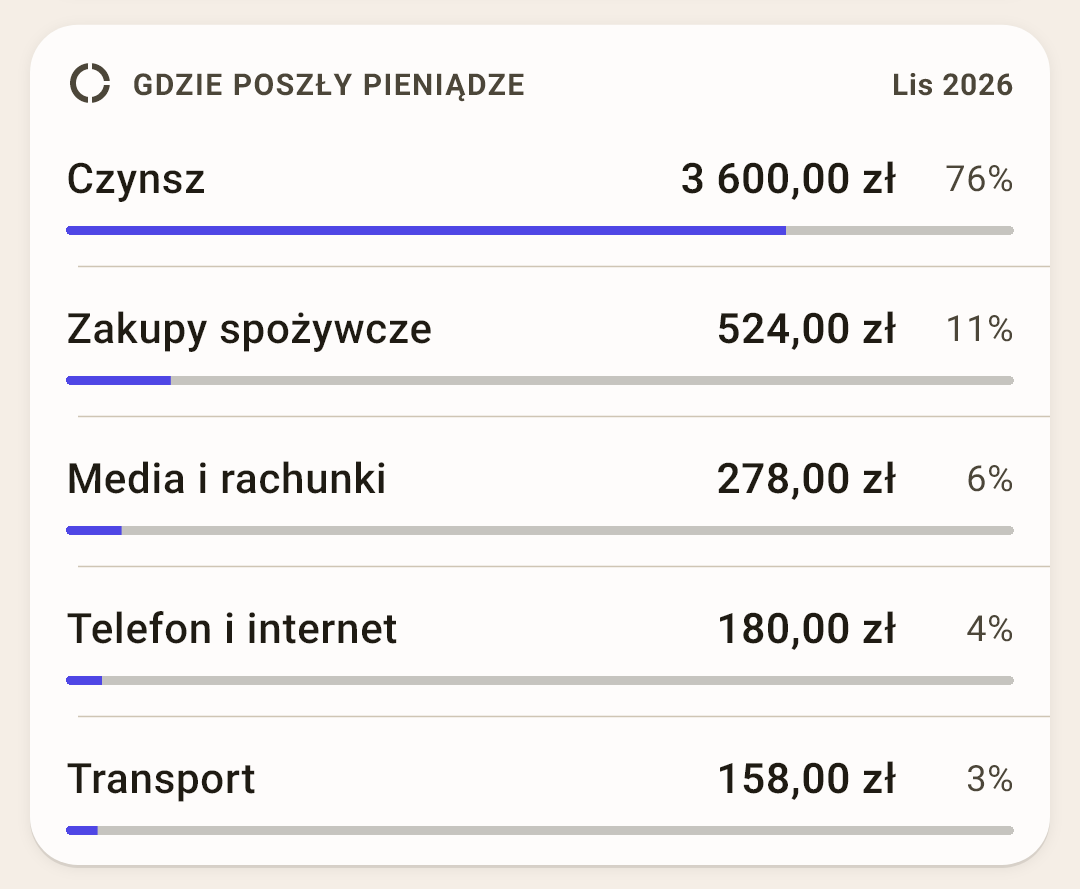 GDZIE POSZŁY PIENIĄDZE Lis 2026
Czynsz 3 600,00 zł 76%
Zakupy spożywcze 524,00 zł 11%
Media i rachunki 278,00 zł 6%
Telefon i internet 180,00 zł 4%
Transport 158,00 zł 3%